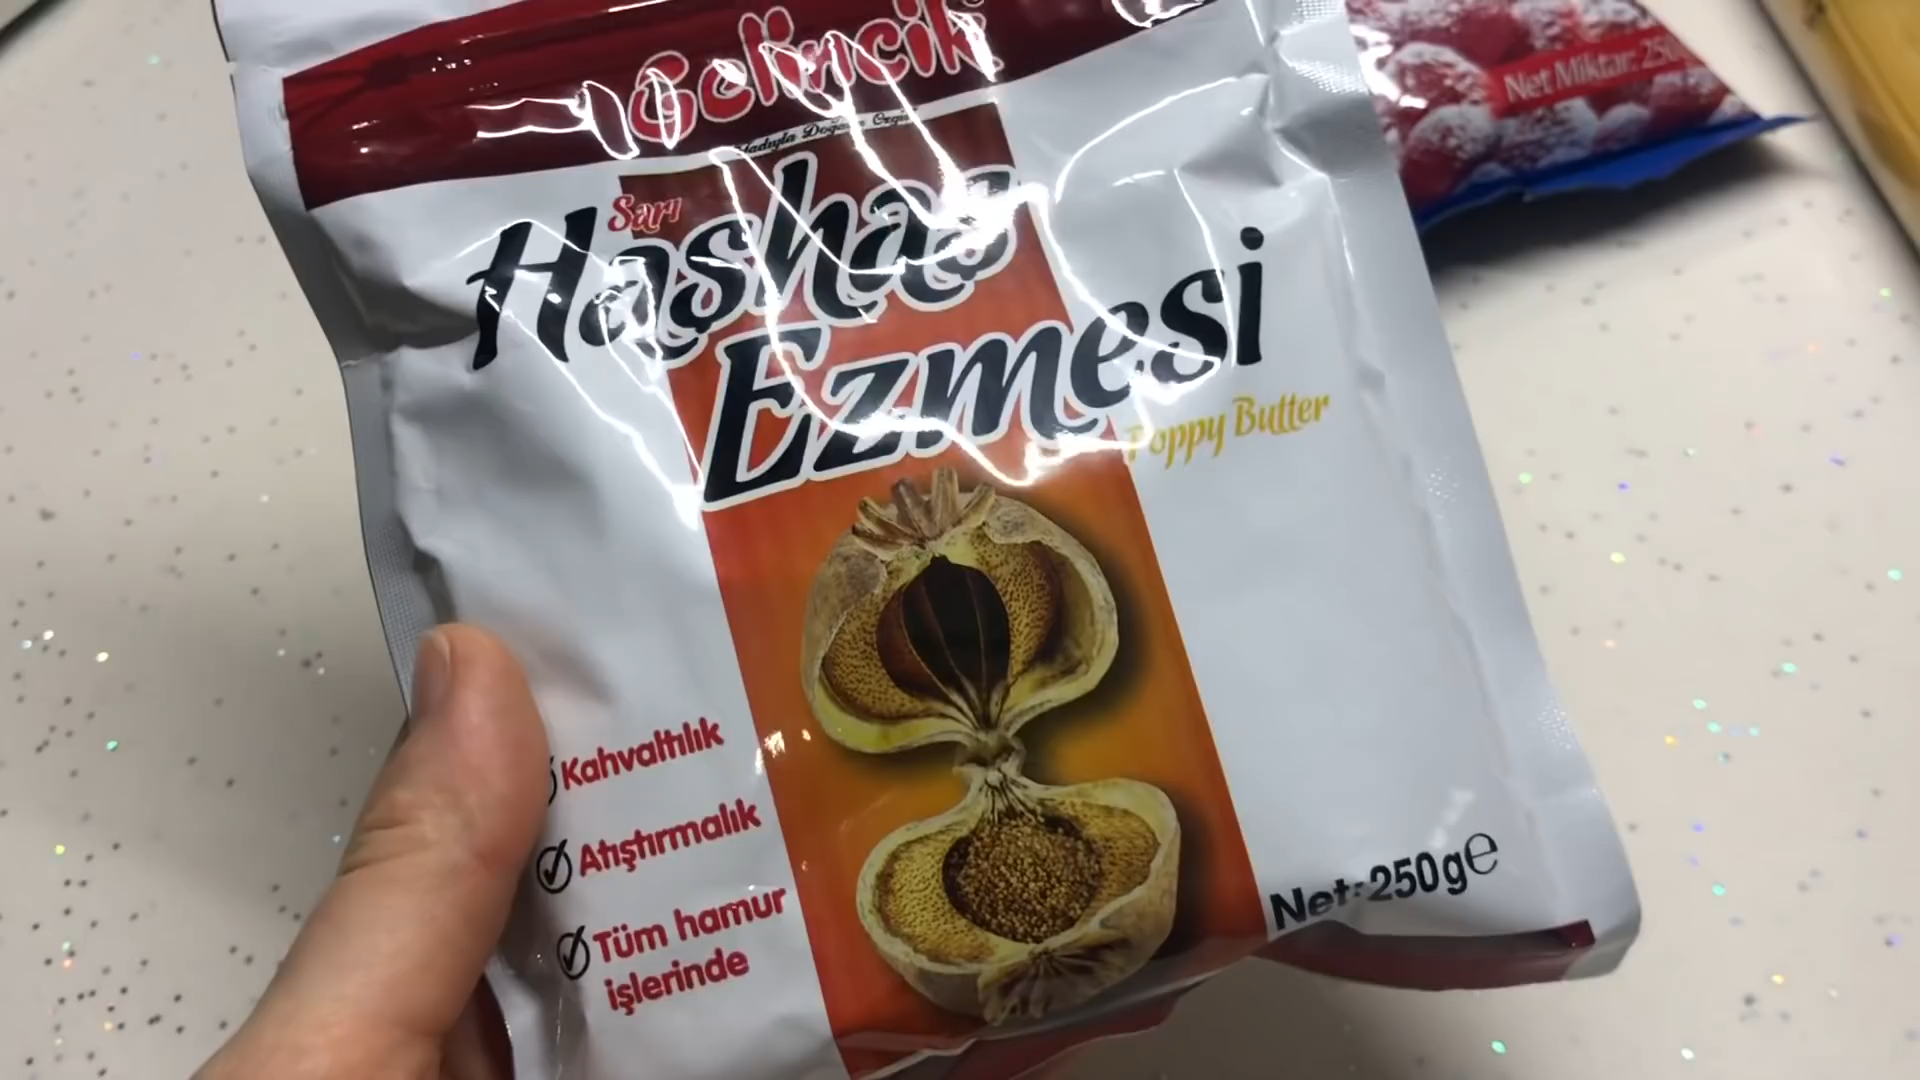 Gelincik
Sarı
Haşhaş
Ezmesi
Poppy Butter
Kahvaltılık
Atıştırmalık
Tüm hamur
işlerinde
Net: 250g e
Net Miktar: 250